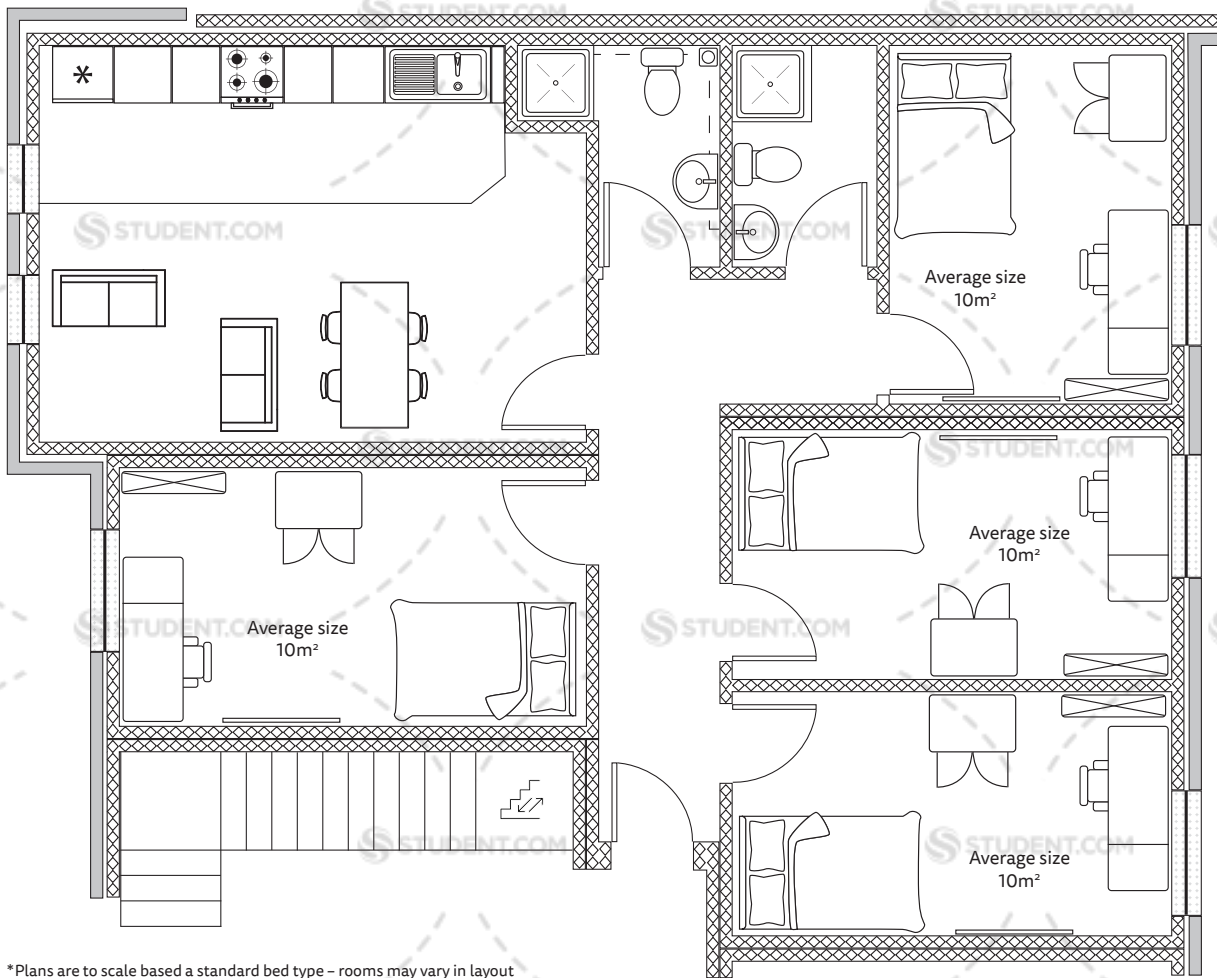 STUDENT.COM
STUDENT.COM
*
STUDENT.COM
STUDENT.COM
Average size
10m²
STUDENT.COM
STUDENT.COM
Average size
10m²
STUDENT.COM
STUDENT.COM
Average size
10m²
STUDENT.COM
STUDENT.COM
Average size
10m²
*Plans are to scale based a standard bed type – rooms may vary in layout